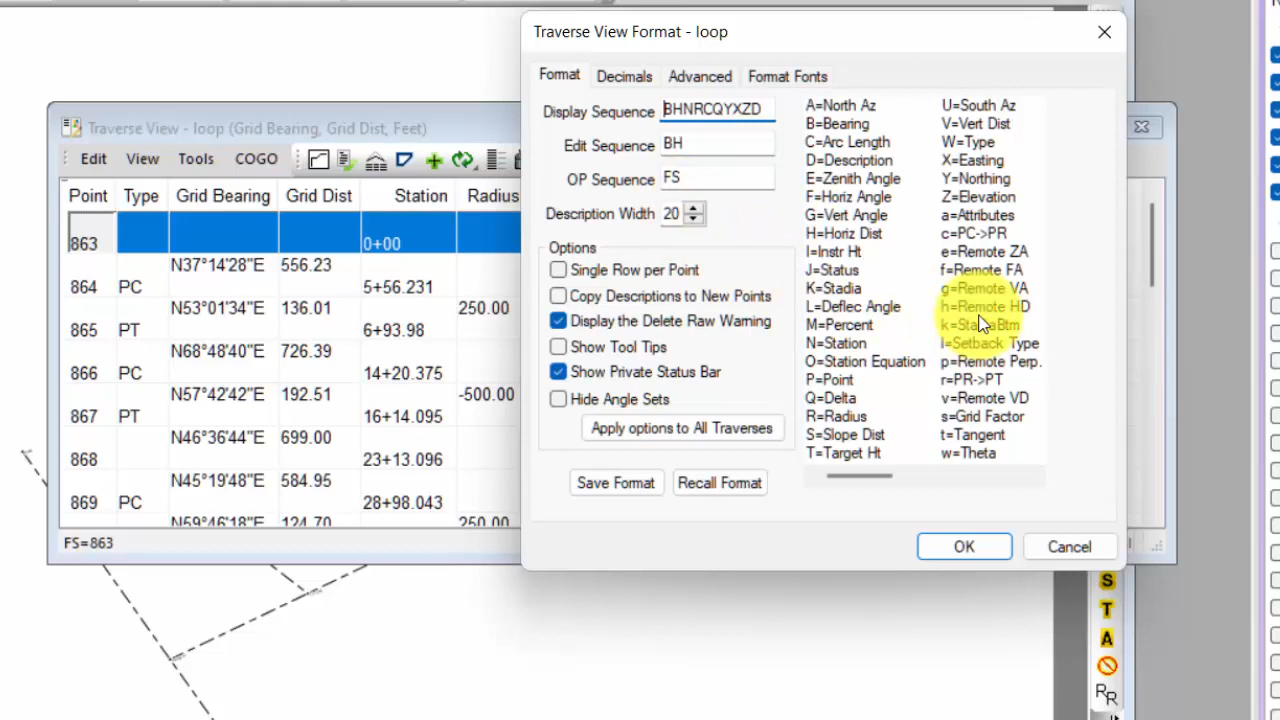 Traverse View Format - loop
Format Decimals Advanced Format Fonts
Display Sequence BHNRCQYXZD
Edit Sequence BH
OP Sequence FS
Description Width 20
Options
Single Row per Point
Copy Descriptions to New Points
Display the Delete Raw Warning
Show Tool Tips
Show Private Status Bar
Hide Angle Sets
Apply options to All Traverses
Save Format Recall Format
A=North Az
B=Bearing
C=Arc Length
D=Description
E=Zenith Angle
F=Horiz Angle
G=Vert Angle
H=Horiz Dist
I=Instr Ht
J=Status
K=Stadia
L=Deflec Angle
M=Percent
N=Station
O=Station Equation
P=Point
Q=Delta
R=Radius
S=Slope Dist
T=Target Ht
U=South Az
V=Vert Dist
W=Type
X=Easting
Y=Northing
Z=Elevation
a=Attributes
c=PC->PR
e=Remote ZA
f=Remote FA
g=Remote VA
h=Remote HD
l=Setback Type
p=Remote Perp.
r=PR->PT
v=Remote VD
s=Grid Factor
t=Tangent
w=Theta
OK Cancel
Traverse View - loop (Grid Bearing, Grid Dist, Feet)
Edit View Tools COGO
Point Type Grid Bearing Grid Dist Station Radius
863 0+00
N37°14'28"E 556.23
864 PC 5+56.231
N53°01'34"E 136.01 250.00
865 PT 6+93.98
N68°48'40"E 726.39
866 PC 14+20.375
N57°42'42"E 192.51 -500.00
867 PT 16+14.095
N46°36'44"E 699.00
868 23+13.096
N45°19'48"E 584.95
869 PC 28+98.043
N59°46'18"E 124.70 250.00
FS=863
S
T
A
RR